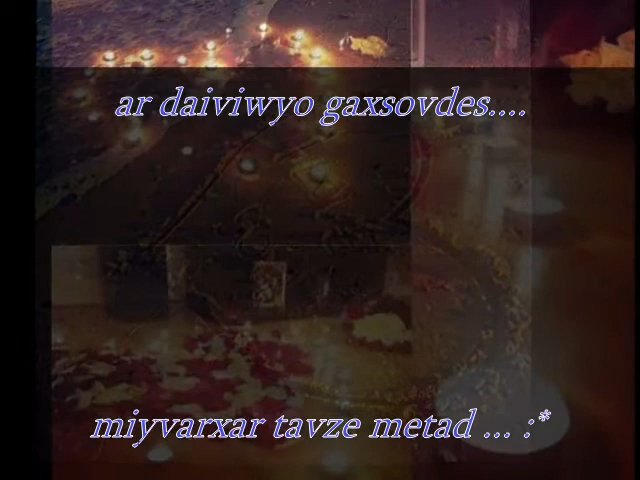 ar daiviwyo gaxsovdes....
miyvarxar tavze metad ... :*